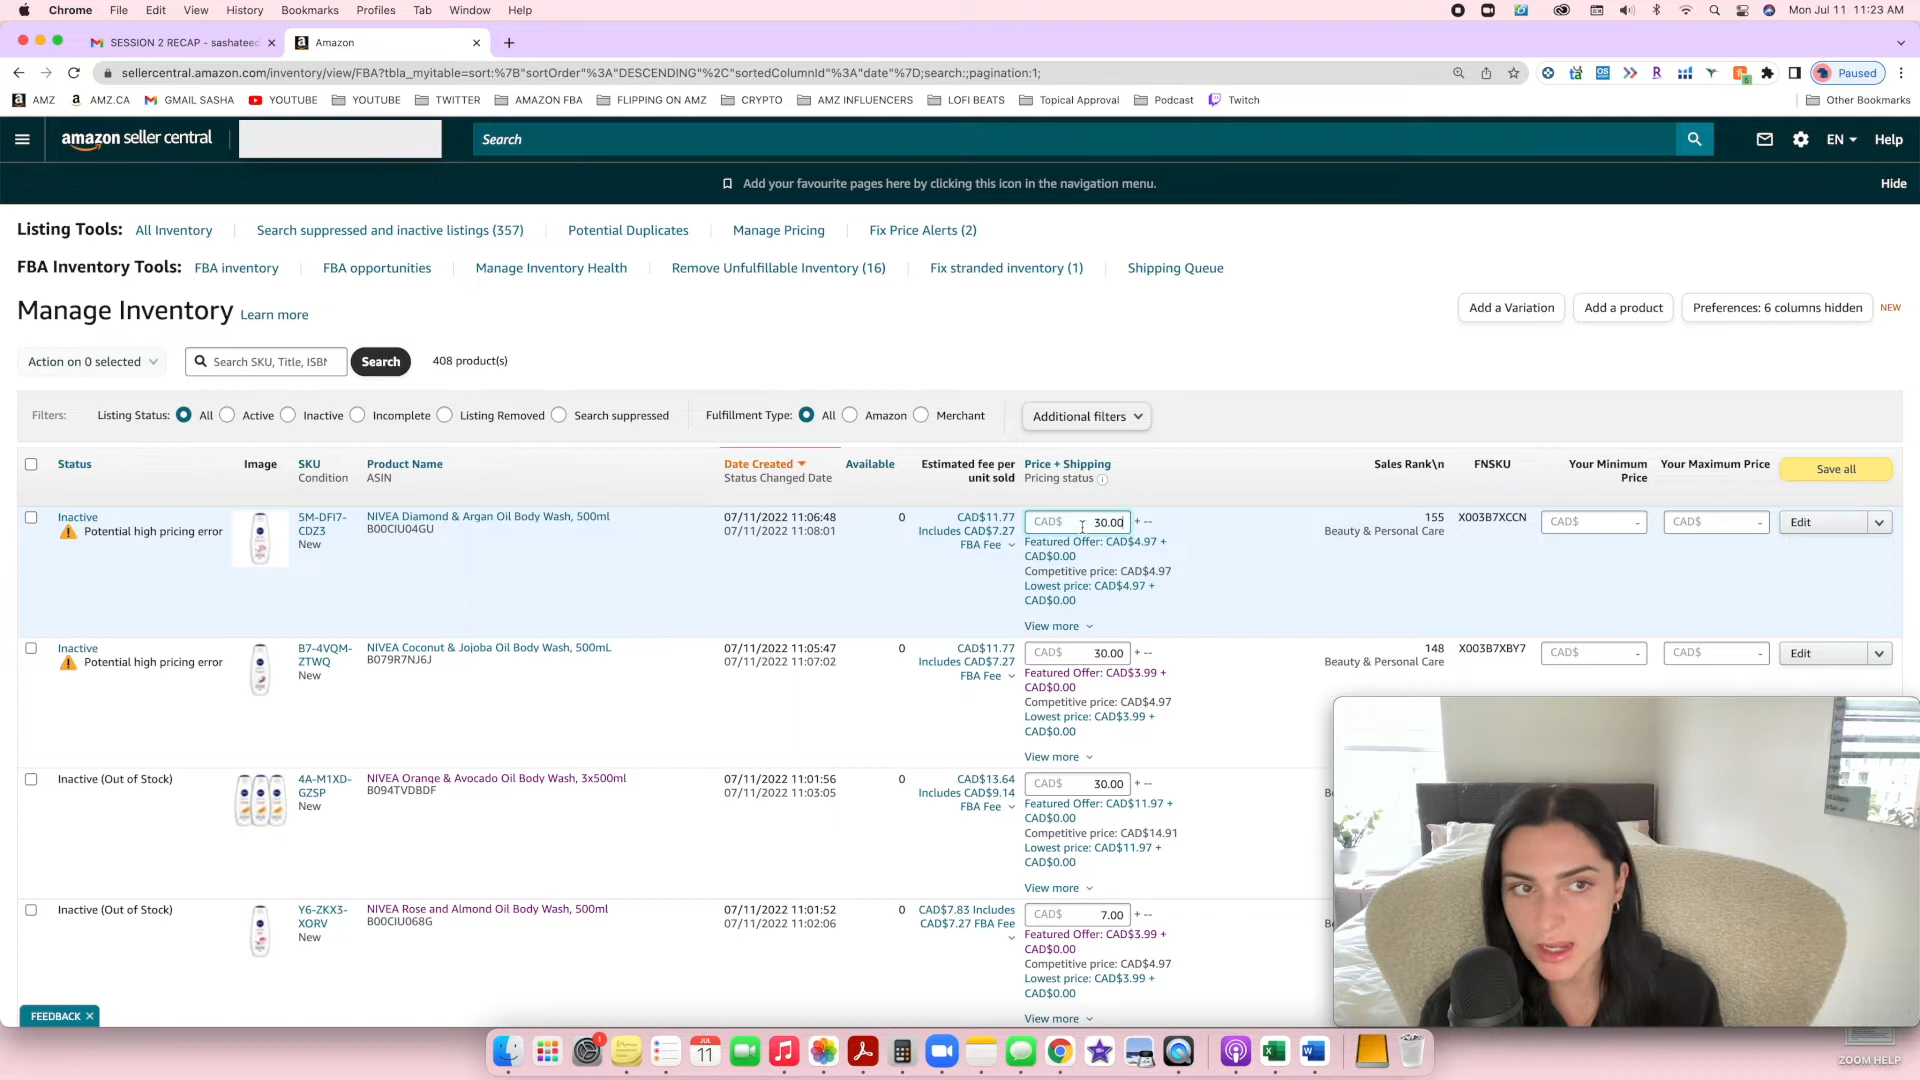 Chrome File Edit View History Bookmarks Profiles Tab Window Help Mon Jul 11 11:23 AM
SESSION 2 RECAP - sashateed Amazon
sellercentral.amazon.com/inventory/view/FBA?tbla_myitable=sort:%7B"sortOrder"%3A"DESCENDING"%2C"sortedColumnId"%3A"date"%7D;search:;pagination:1; Paused
AMZ AMZ.CA GMAIL SASHA YOUTUBE YOUTUBE TWITTER AMAZON FBA FLIPPING ON AMZ CRYPTO AMZ INFLUENCERS LOFI BEATS Topical Approval Podcast Twitch Other Bookmarks
amazon seller central Search EN Help
Add your favourite pages here by clicking this icon in the navigation menu. Hide
Listing Tools: All Inventory Search suppressed and inactive listings (357) Potential Duplicates Manage Pricing Fix Price Alerts (2)
FBA Inventory Tools: FBA inventory FBA opportunities Manage Inventory Health Remove Unfulfillable Inventory (16) Fix stranded inventory (1) Shipping Queue
Manage Inventory Learn more Add a Variation Add a product Preferences: 6 columns hidden NEW
Action on 0 selected Search SKU, Title, ISBN Search 408 product(s)
Filters: Listing Status: All Active Inactive Incomplete Listing Removed Search suppressed Fulfillment Type: All Amazon Merchant Additional filters
Status Image SKU Product Name Date Created Available Estimated fee per Price + Shipping Sales Rank\n FNSKU Your Minimum Your Maximum Price Save all
Condition ASIN Status Changed Date unit sold Pricing status Price
Inactive 5M-DFI7- NIVEA Diamond & Argan Oil Body Wash, 500ml 07/11/2022 11:06:48 0 CAD$11.77 CAD$ 30.00 + -- 155 X003B7XCCN CAD$ - CAD$ - Edit
Potential high pricing error CDZ3 B00CIU04GU 07/11/2022 11:08:01 Includes CAD$7.27 Beauty & Personal Care
New FBA Fee Featured Offer: CAD$4.97 +
CAD$0.00
Competitive price: CAD$4.97
Lowest price: CAD$4.97 +
CAD$0.00
View more
Inactive B7-4VQM- NIVEA Coconut & Jojoba Oil Body Wash, 500mL 07/11/2022 11:05:47 0 CAD$11.77 CAD$ 30.00 + -- 148 X003B7XBY7 CAD$ - CAD$ - Edit
Potential high pricing error ZTWQ B079R7NJ6J 07/11/2022 11:07:02 Includes CAD$7.27 Beauty & Personal Care
New FBA Fee Featured Offer: CAD$3.99 +
CAD$0.00
Competitive price: CAD$4.97
Lowest price: CAD$3.99 +
CAD$0.00
View more
Inactive (Out of Stock) 4A-M1XD- NIVEA Orange & Avocado Oil Body Wash, 3x500ml 07/11/2022 11:01:56 0 CAD$13.64 CAD$ 30.00 + --
GZSP B094TVDBDF 07/11/2022 11:03:05 Includes CAD$9.14 Be
New FBA Fee Featured Offer: CAD$11.97 +
CAD$0.00
Competitive price: CAD$14.91
Lowest price: CAD$11.97 +
CAD$0.00
View more
Inactive (Out of Stock) Y6-ZKX3- NIVEA Rose and Almond Oil Body Wash, 500ml 07/11/2022 11:01:52 0 CAD$7.83 Includes CAD$ 7.00 + --
XORV B00CIU068G 07/11/2022 11:02:06 CAD$7.27 FBA Fee Be
New Featured Offer: CAD$3.99 +
CAD$0.00
Competitive price: CAD$4.97
Lowest price: CAD$3.99 +
CAD$0.00
View more
FEEDBACK
JUL
11
1
ZOOM HELP